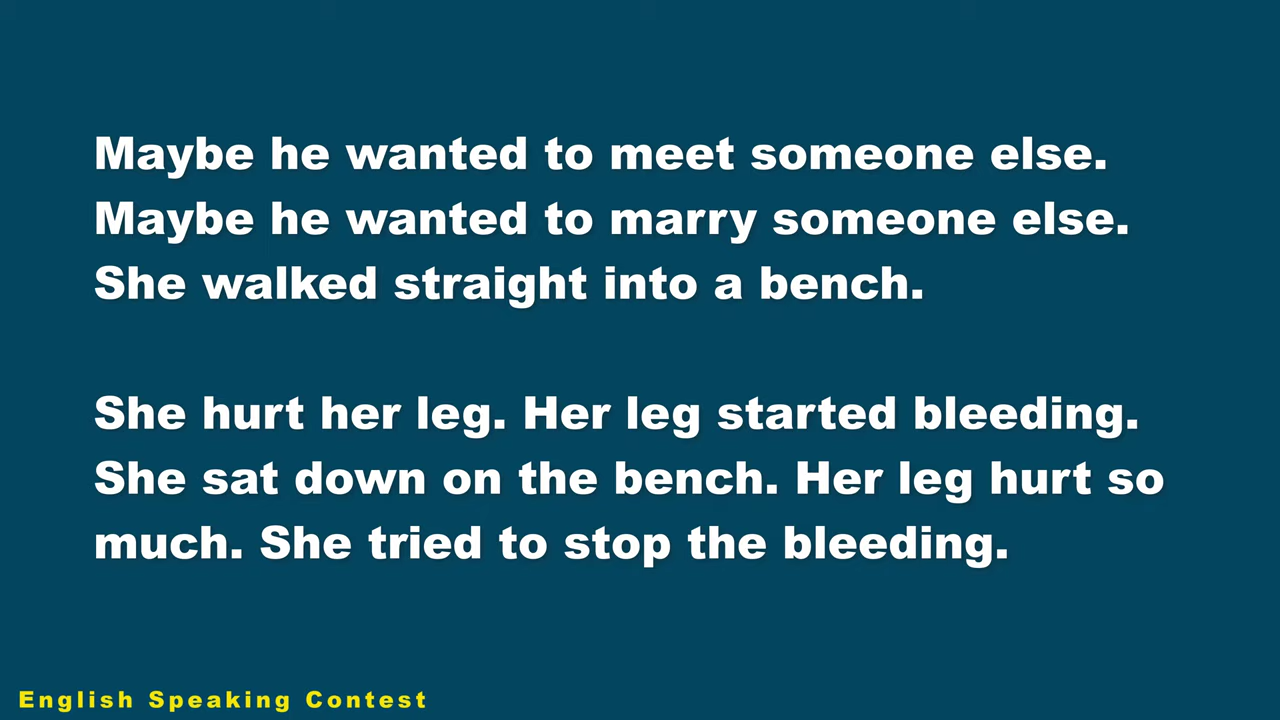 Maybe he wanted to meet someone else.
Maybe he wanted to marry someone else.
She walked straight into a bench.
She hurt her leg. Her leg started bleeding.
She sat down on the bench. Her leg hurt so
much. She tried to stop the bleeding.
English Speaking Contest